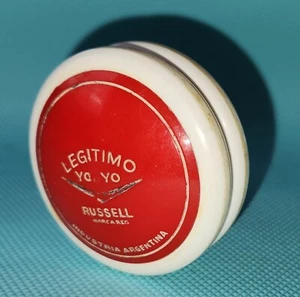 LEGITIMO
YO, YO
RUSSELL
MARCA REG
INDUSTRIA ARGENTINA